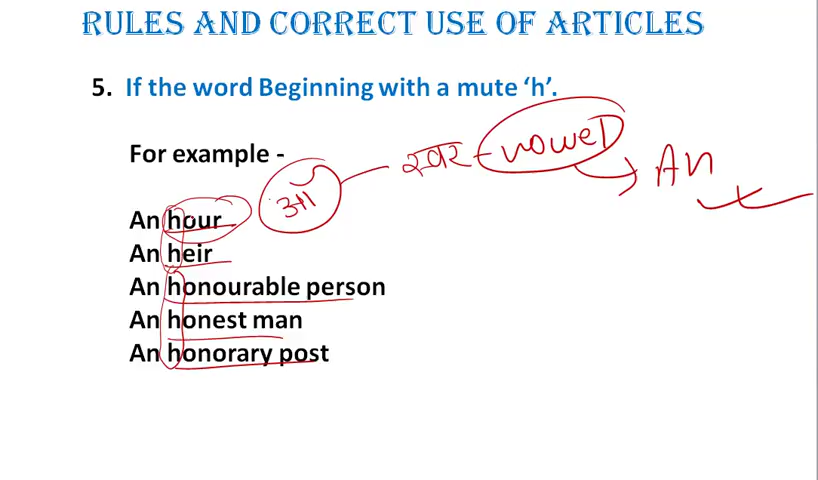 RULES AND CORRECT USE OF ARTICLES
5. If the word Beginning with a mute 'h'.
For example -
स्वर - vowel
An
An hour
An heir
An honourable person
An honest man
An honorary post